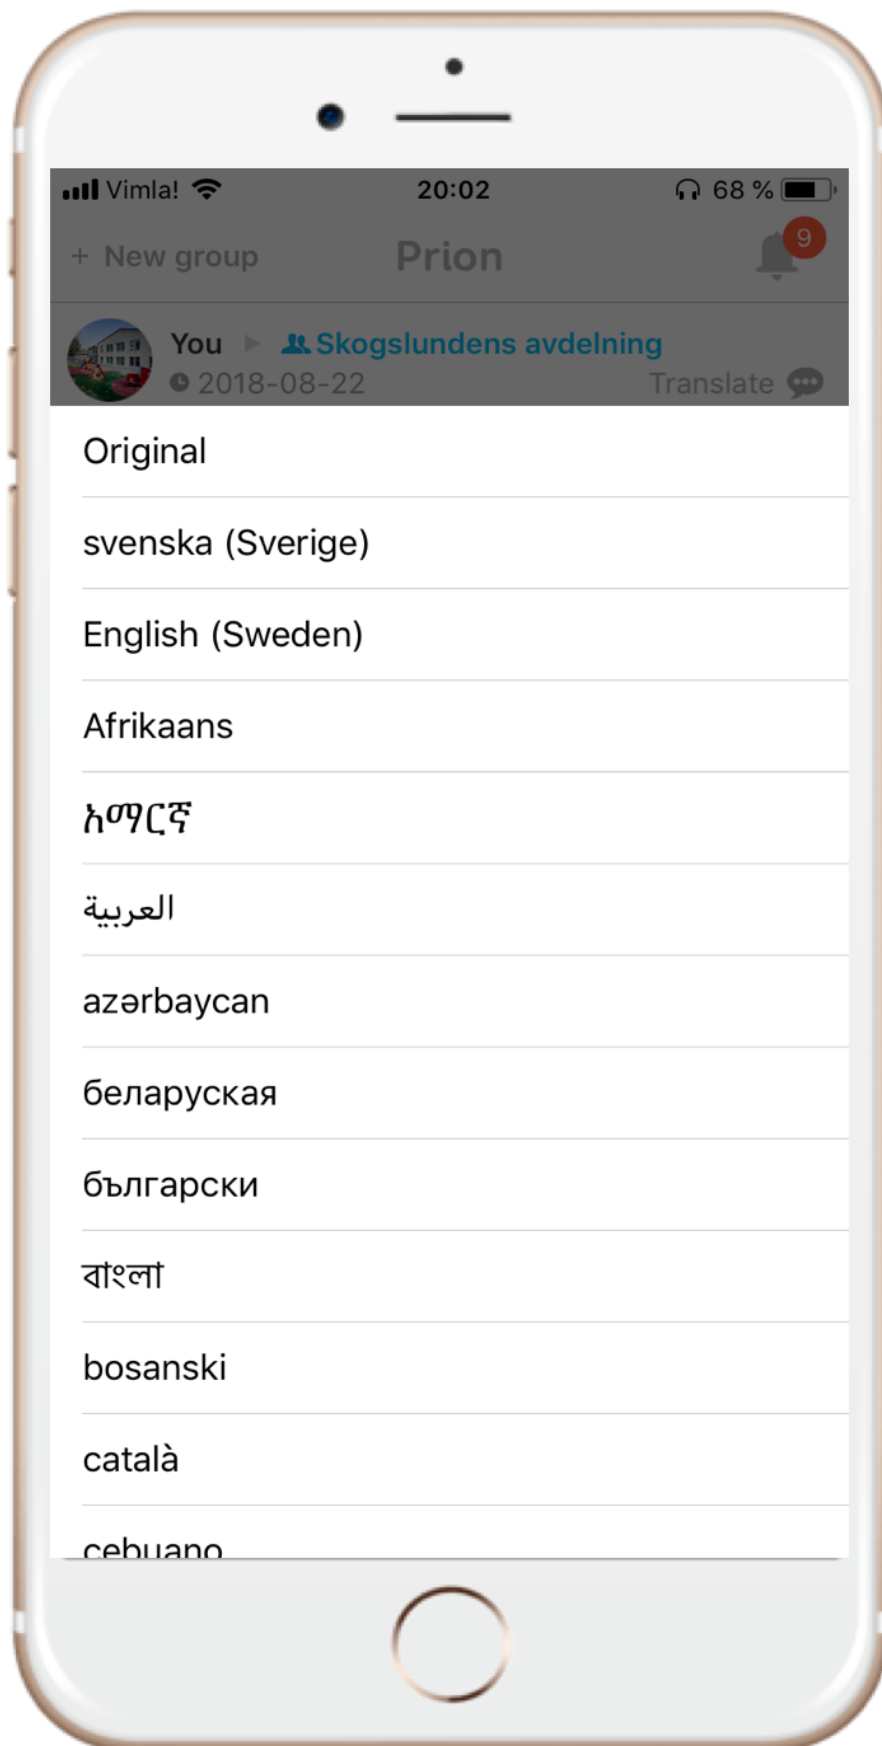 Vimla! 20:02 68 %
+ New group Prion 9
You ▶ Skogslundens avdelning
2018-08-22 Translate
Original
svenska (Sverige)
English (Sweden)
Afrikaans
አማርኛ
العربية
azərbaycan
беларуская
български
বাংলা
bosanski
català
cebuano